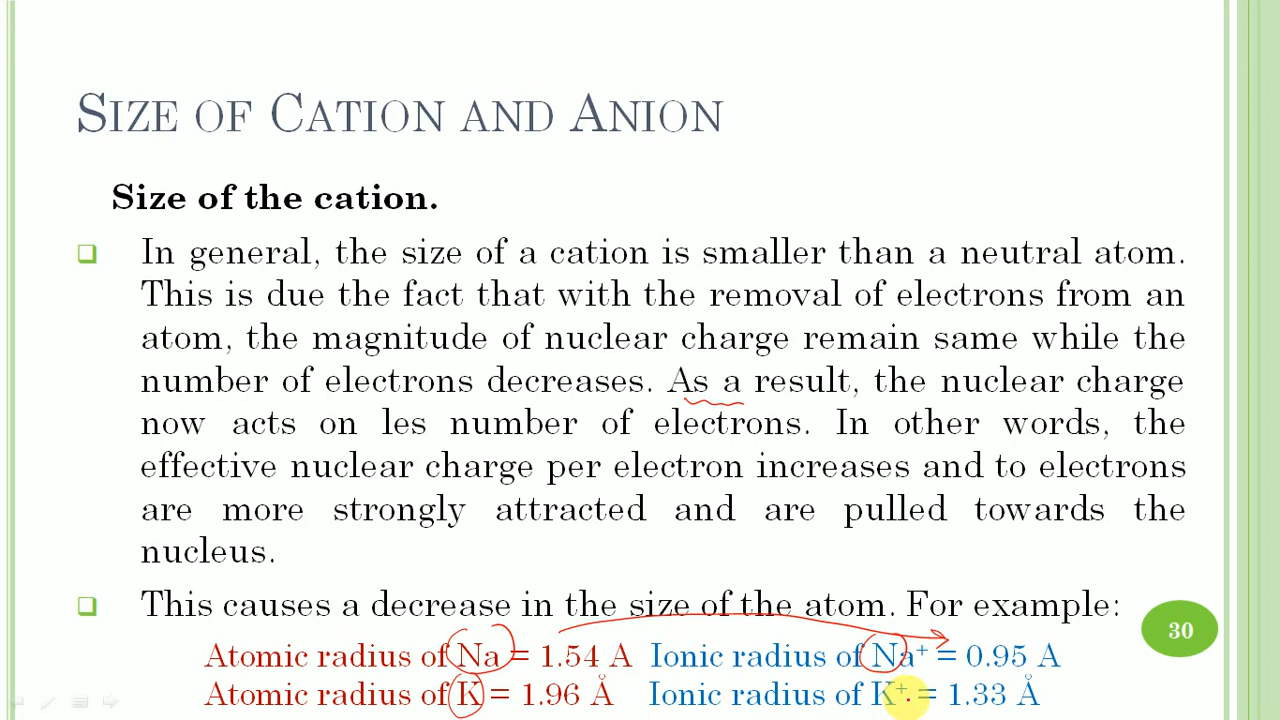 SIZE OF CATION AND ANION
Size of the cation.
In general, the size of a cation is smaller than a neutral atom.
This is due the fact that with the removal of electrons from an
atom, the magnitude of nuclear charge remain same while the
number of electrons decreases. As a result, the nuclear charge
now acts on les number of electrons. In other words, the
effective nuclear charge per electron increases and to electrons
are more strongly attracted and are pulled towards the
nucleus.
This causes a decrease in the size of the atom. For example:
30
Atomic radius of Na = 1.54 A Ionic radius of Na⁺ = 0.95 A
Atomic radius of K = 1.96 Å Ionic radius of K⁺ = 1.33 Å